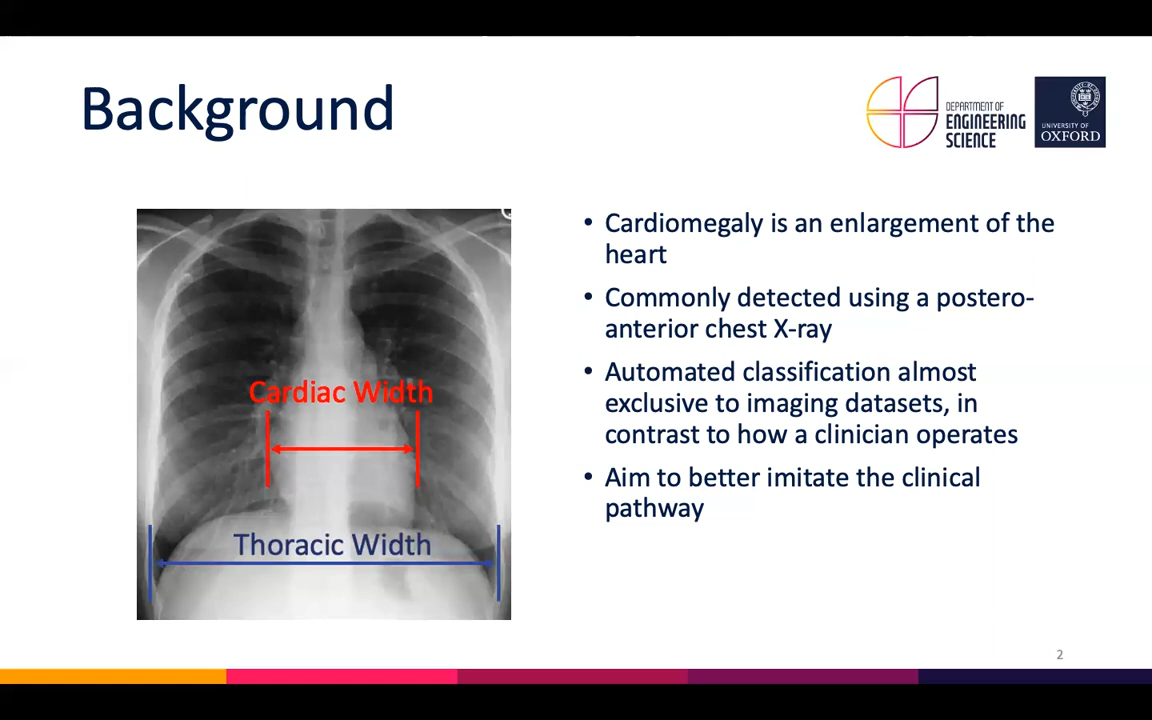 Background
DEPARTMENT OF
ENGINEERING
SCIENCE
UNIVERSITY OF
OXFORD
Cardiac Width
Thoracic Width
• Cardiomegaly is an enlargement of the
heart
• Commonly detected using a postero-
anterior chest X-ray
• Automated classification almost
exclusive to imaging datasets, in
contrast to how a clinician operates
• Aim to better imitate the clinical
pathway
2